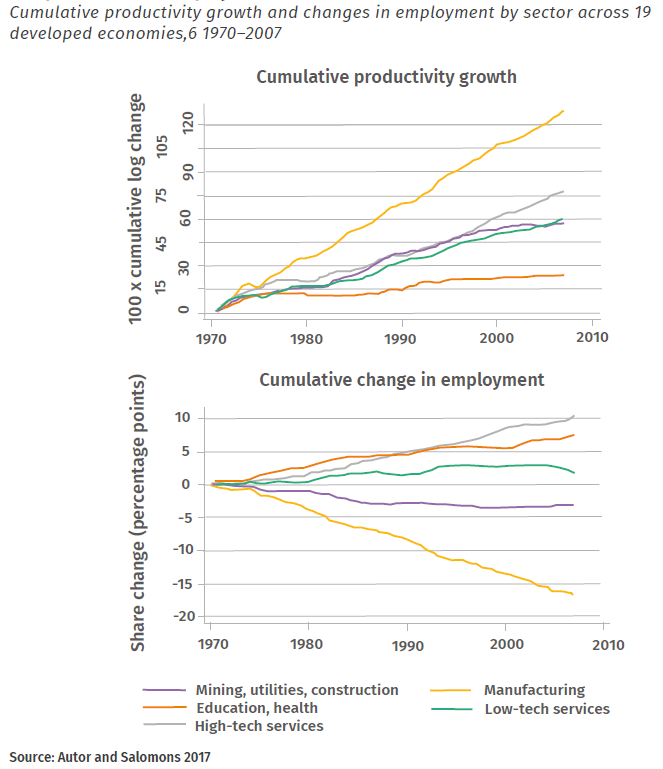 Cumulative productivity growth and changes in employment by sector across 19
developed economies,6 1970–2007
Cumulative productivity growth
100 x cumulative log change
120
105
90
75
60
45
30
15
0
1970
1980
1990
2000
2010
Cumulative change in employment
Share change (percentage points)
10
5
0
-5
-10
-15
-20
1970
1980
1990
2000
2010
Mining, utilities, construction
Manufacturing
Education, health
Low-tech services
High-tech services
Source: Autor and Salomons 2017